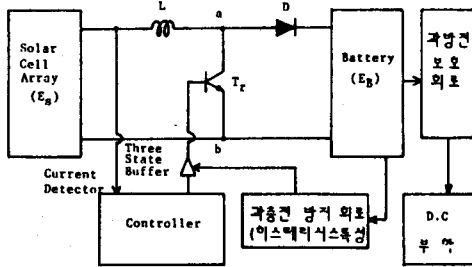 L
a
D
Solar
Cell
Array
(Es)
Tr
Battery
(EB)
과방전
보호
회로
b
Three
State
Buffer
Current
Detector
Controller
과충전 방지 회로
(히스테리시스특성
D.C
부하